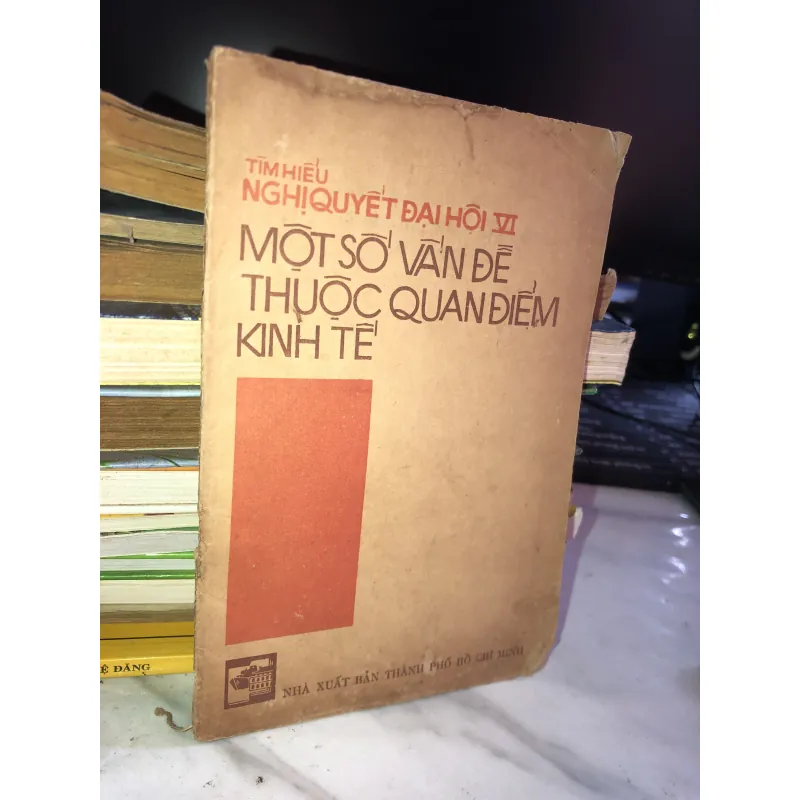 TÌM HIỂU
NGHỊ QUYẾT ĐẠI HỘI VI
MỘT SỐ VẤN ĐỀ
THUỘC QUAN ĐIỂM
KINH TẾ
NHÀ XUẤT BẢN THÀNH PHỐ HỒ CHÍ MINH
Ệ ĐĂNG